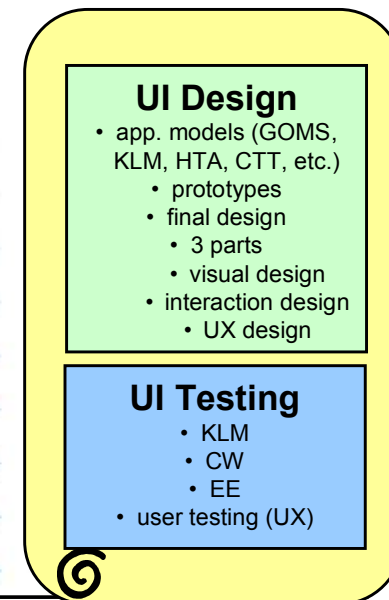 UI Design
• app. models (GOMS,
KLM, HTA, CTT, etc.)
• prototypes
• final design
• 3 parts
• visual design
• interaction design
• UX design
UI Testing
• KLM
• CW
• EE
• user testing (UX)